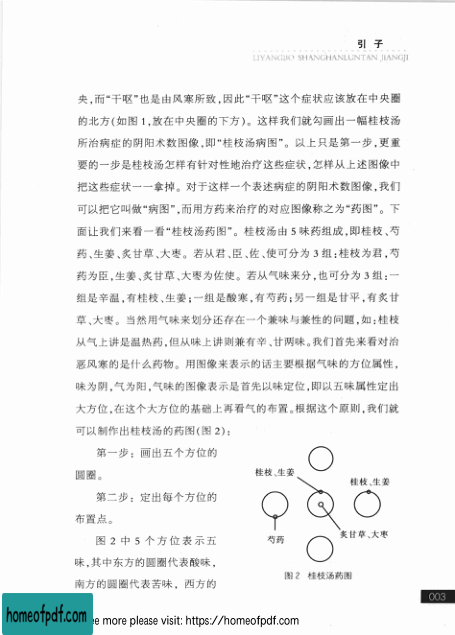 引 子
LIYANGBO SHANGHANLUNTAN JIANGJI
央,而“干呕”也是由风寒所致,因此“干呕”这个症状应该放在中央圈
的北方(如图 1,放在中央圈的下方)。这样我们就勾画出一幅桂枝汤
所治病症的阴阳术数图像,即“桂枝汤病图”。以上只是第一步,更重
要的一步是桂枝汤怎样有针对性地治疗这些症状,怎样从上述图像中
把这些症状一一拿掉。对于这样一个表述病症的阴阳术数图像,我们
可以把它叫做“病图”,而用方药来治疗的对应图像称之为“药图”。下
面让我们来看一看“桂枝汤药图”。桂枝汤由 5 味药组成,即桂枝、芍
药、生姜、炙甘草、大枣。若从君、臣、佐、使可分为 3 组:桂枝为君,芍
药为臣,生姜、炙甘草、大枣为佐使。若从气味来分,也可分为 3 组:一
组是辛温,有桂枝、生姜;一组是酸寒,有芍药;另一组是甘平,有炙甘
草、大枣。当然用气味来划分还存在一个兼味与兼性的问题,如:桂枝
从气上讲是温热药,但从味上讲则兼有辛、甘两味。我们首先来看对治
恶风寒的是什么药物。用图像来表示的话主要根据气味的方位属性,
味为阴,气为阳,气味的图像表示是首先以味定位,即以五味属性定出
大方位,在这个大方位的基础上再看气的布置。根据这个原则,我们就
可以制作出桂枝汤的药图(图 2):
第一步:画出五个方位的
圆圈。
第二步:定出每个方位的
布置点。
图 2 中 5 个方位表示五
味,其中东方的圆圈代表酸味,
南方的圆圈代表苦味,西方的
桂枝、生姜
桂枝、生姜
芍药
炙甘草、大枣
图 2 桂枝汤药图
003
homeofpdf.com
ee more please visit: https://homeofpdf.com